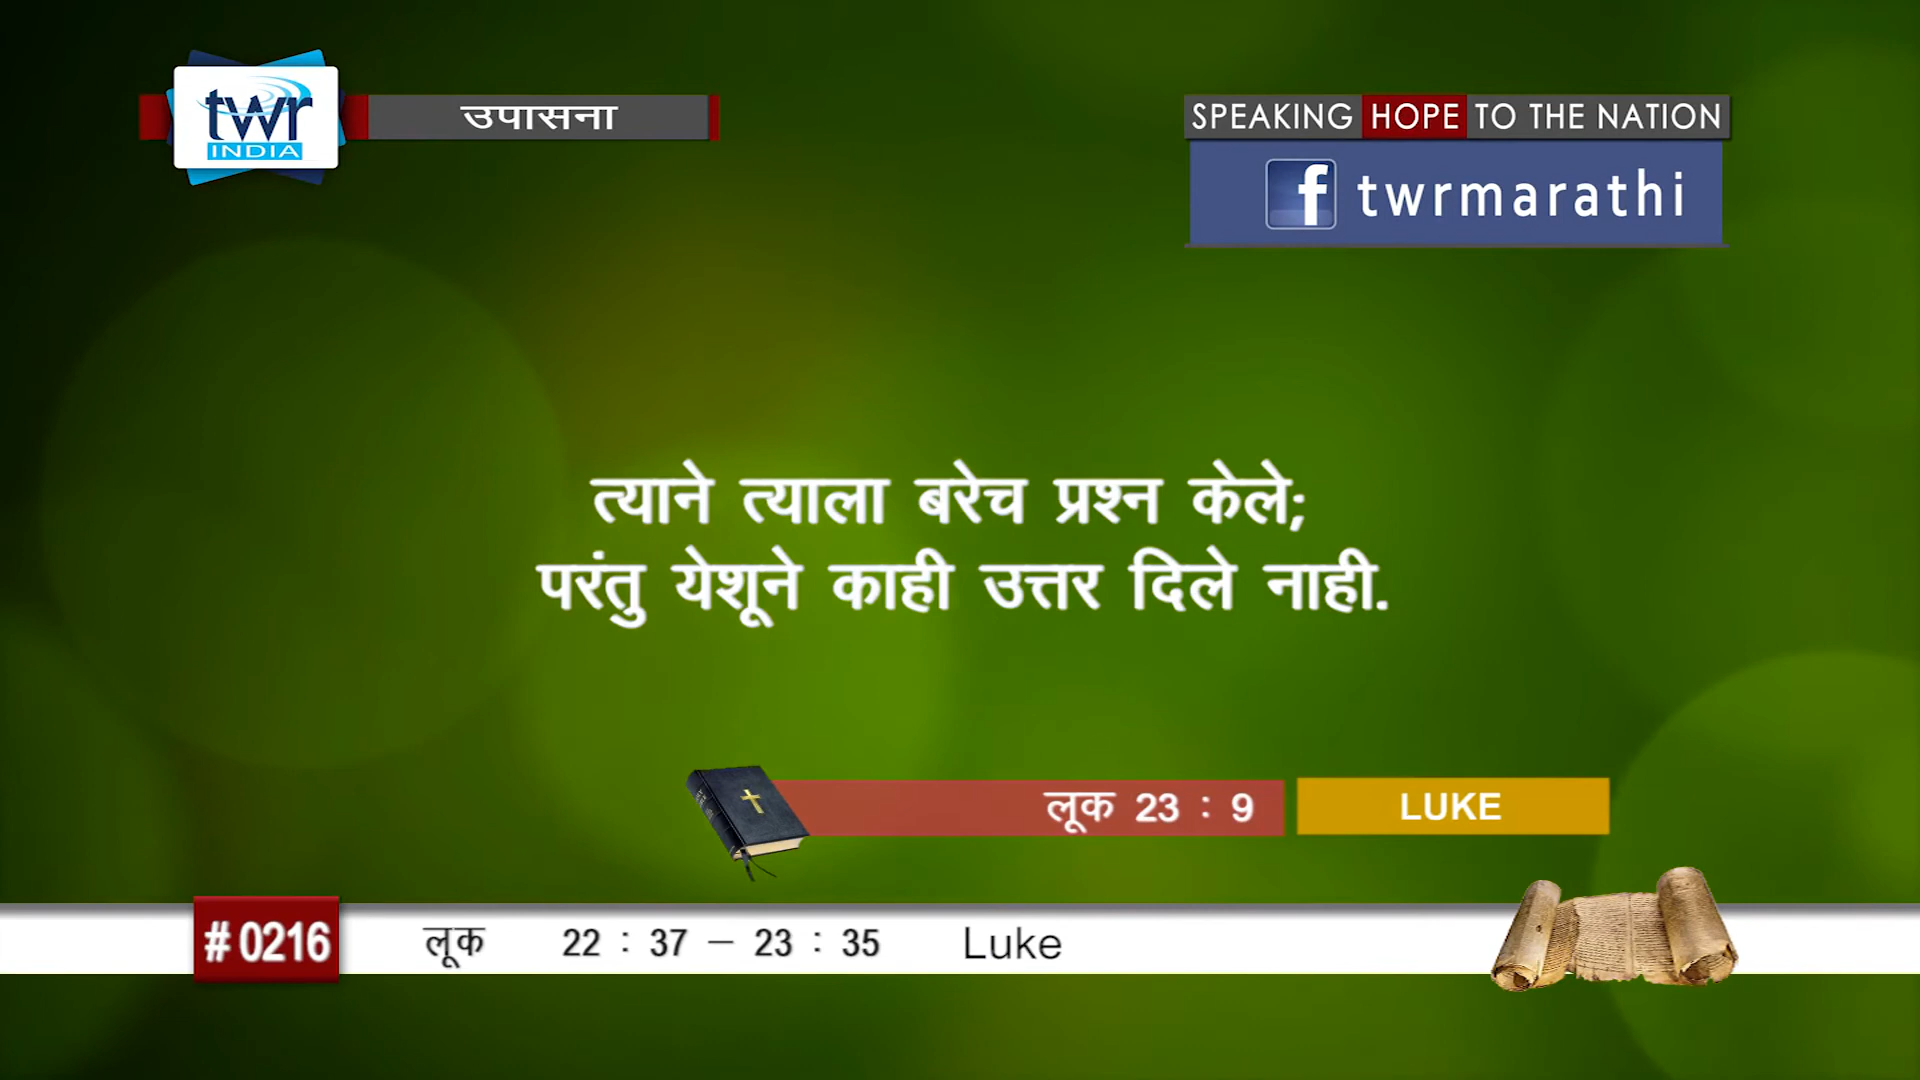 twr
INDIA
उपासना
SPEAKING HOPE TO THE NATION
f twrmarathi
त्याने त्याला बरेच प्रश्न केले;
परंतु येशूने काही उत्तर दिले नाही.
लूक 23 : 9
LUKE
# 0216
लूक 22 : 37 – 23 : 35 Luke